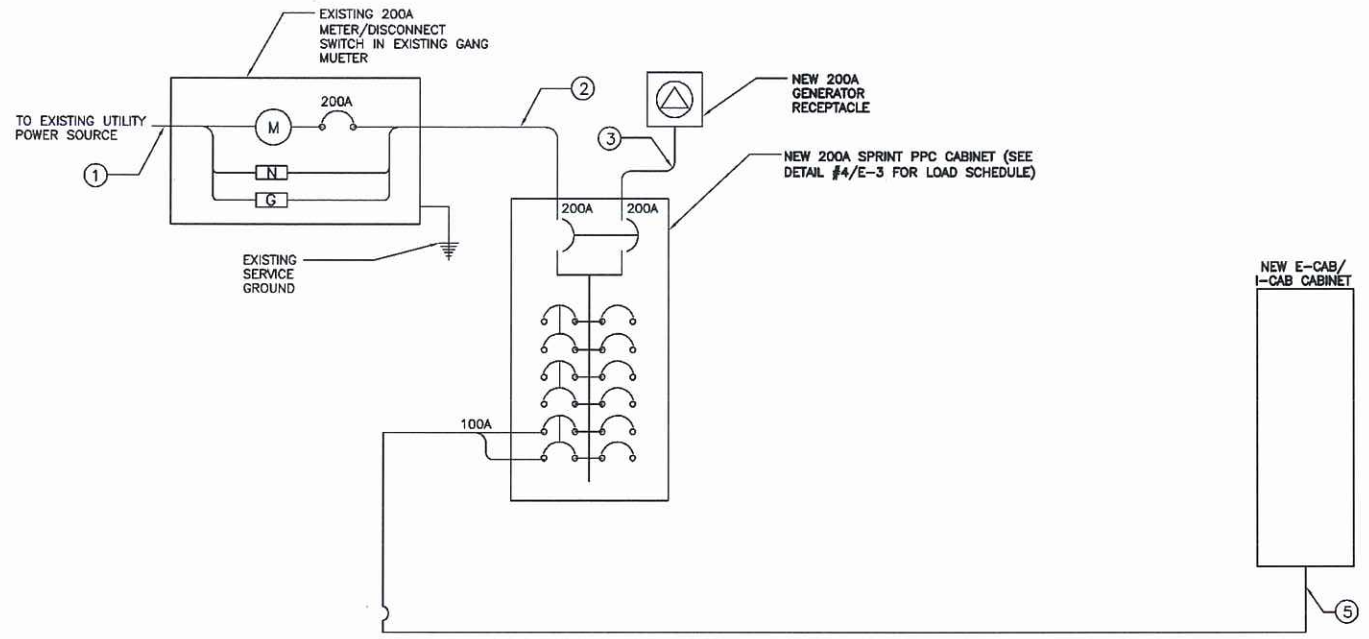 EXISTING 200A
METER/DISCONNECT
SWITCH IN EXISTING GANG
MUETER
TO EXISTING UTILITY
POWER SOURCE
1
200A
M
N
G
2
3
NEW 200A
GENERATOR
RECEPTACLE
NEW 200A SPRINT PPC CABINET (SEE
DETAIL #4/E-3 FOR LOAD SCHEDULE)
200A
200A
EXISTING
SERVICE
GROUND
100A
NEW E-CAB/
I-CAB CABINET
5